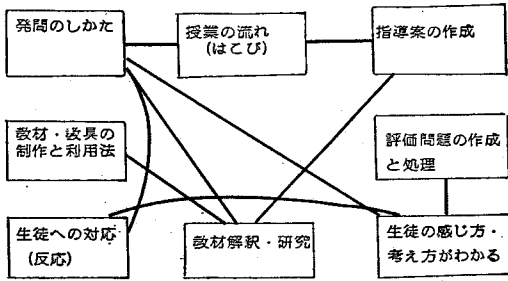 発問のしかた
授業の流れ
(はこび)
指導案の作成
教材・教具の
制作と利用法
評価問題の作成
と処理
生徒への対応
(反応)
教材解釈・研究
生徒の感じ方・
考え方がわかる